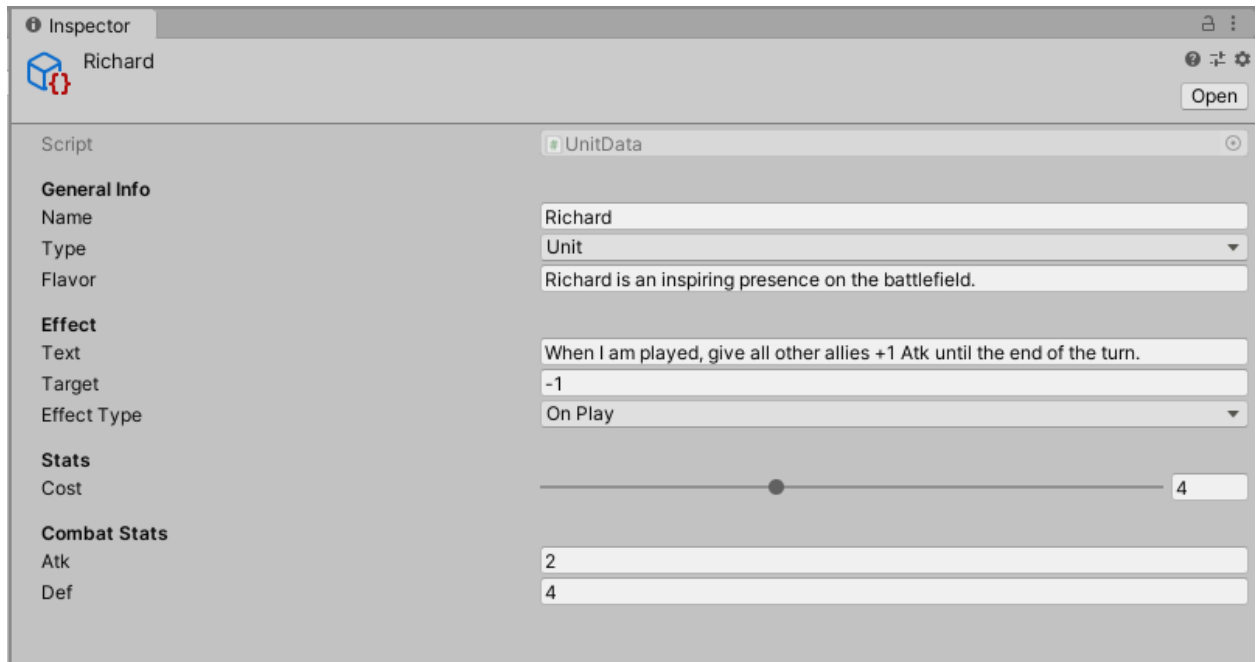 Inspector
Richard
Open
Script UnitData
General Info
Name Richard
Type Unit
Flavor Richard is an inspiring presence on the battlefield.
Effect
Text When I am played, give all other allies +1 Atk until the end of the turn.
Target -1
Effect Type On Play
Stats
Cost 4
Combat Stats
Atk 2
Def 4